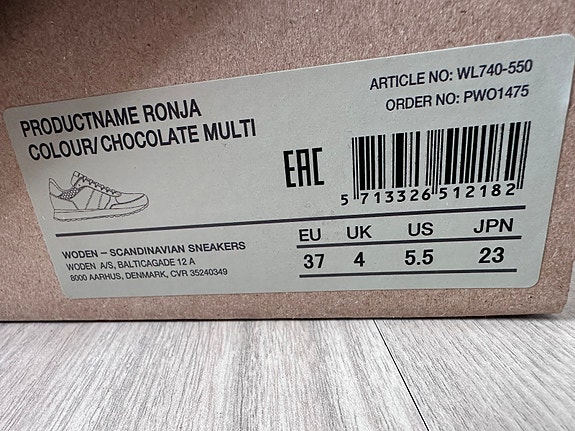 PRODUCTNAME RONJA
COLOUR/ CHOCOLATE MULTI
ARTICLE NO: WL740-550
ORDER NO: PWO1475
EAC
5 713326 512182
EU UK US JPN
37 4 5.5 23
WODEN – SCANDINAVIAN SNEAKERS
WODEN A/S, BALTICAGADE 12 A
8000 AARHUS, DENMARK, CVR 35240349